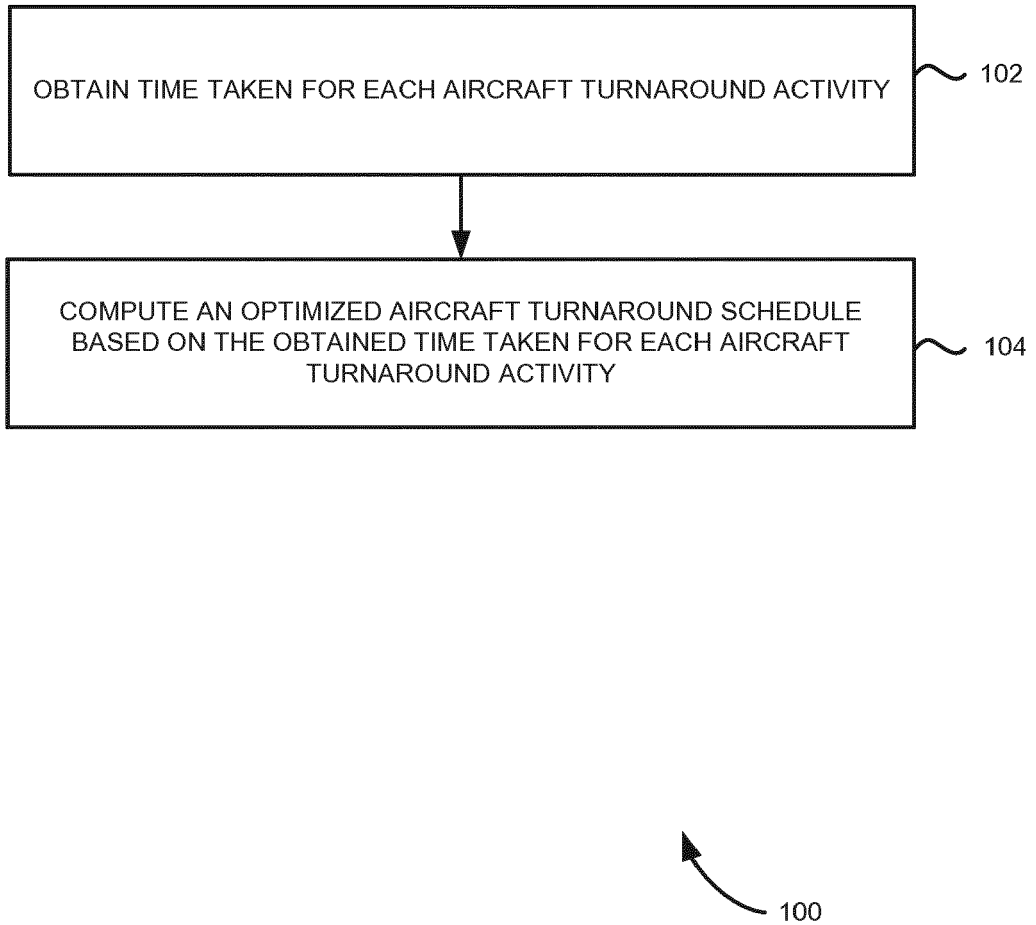 OBTAIN TIME TAKEN FOR EACH AIRCRAFT TURNAROUND ACTIVITY
102
COMPUTE AN OPTIMIZED AIRCRAFT TURNAROUND SCHEDULE
BASED ON THE OBTAINED TIME TAKEN FOR EACH AIRCRAFT
TURNAROUND ACTIVITY
104
100